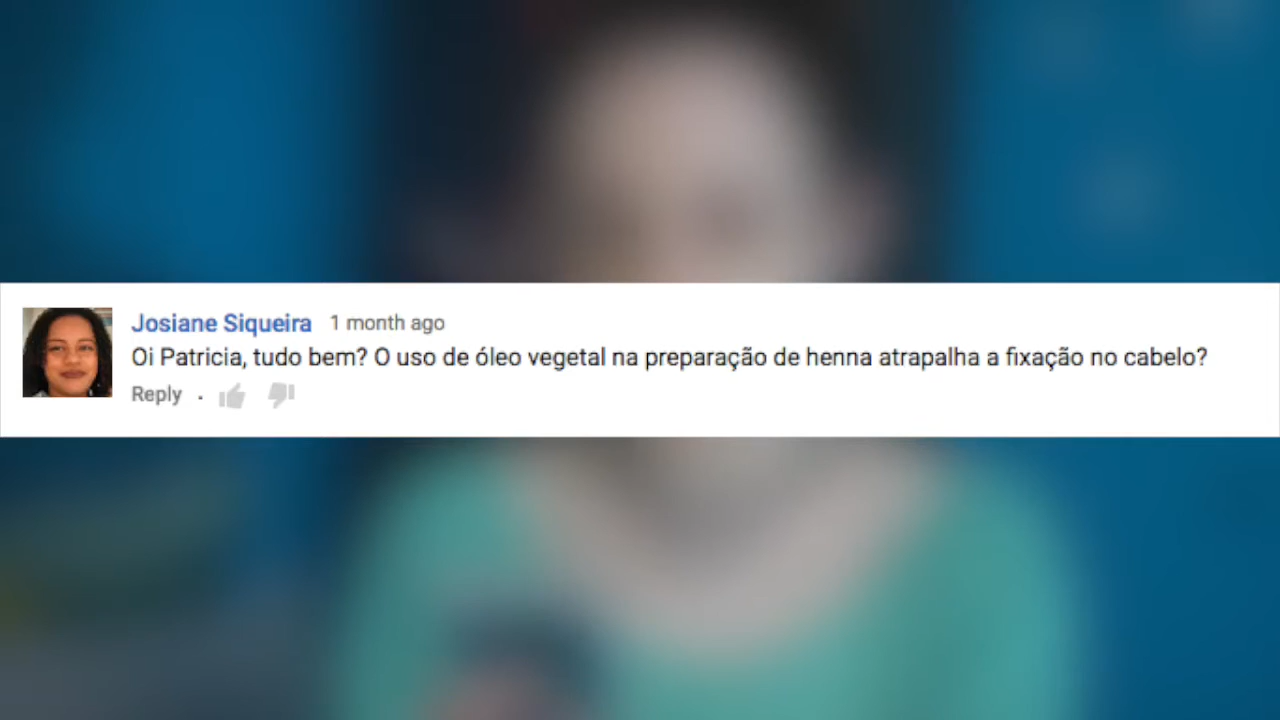 Josiane Siqueira 1 month ago
Oi Patricia, tudo bem? O uso de óleo vegetal na preparação de henna atrapalha a fixação no cabelo?
Reply .